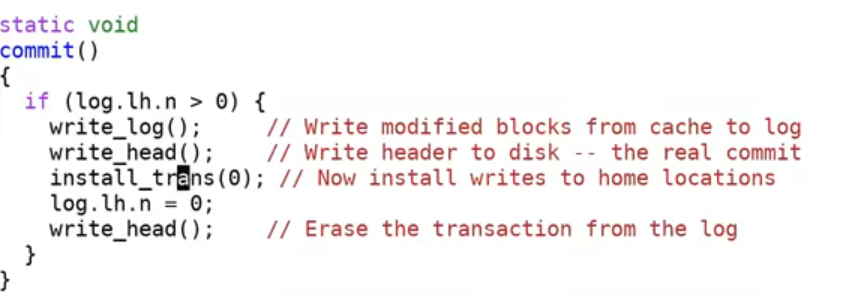 static void
commit()
{
  if (log.lh.n > 0) {
    write_log();     // Write modified blocks from cache to log
    write_head();    // Write header to disk -- the real commit
    install_trans(0); // Now install writes to home locations
    log.lh.n = 0;
    write_head();    // Erase the transaction from the log
  }
}